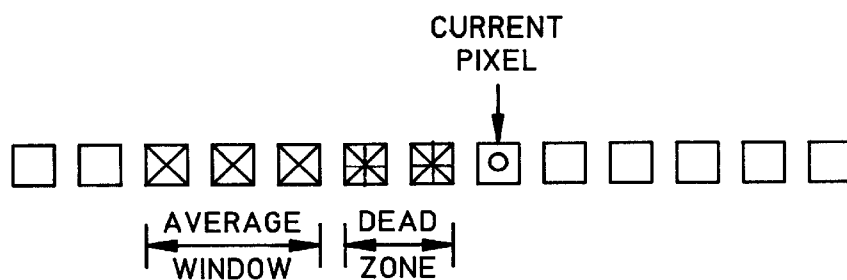 CURRENT
PIXEL
AVERAGE
WINDOW
DEAD
ZONE